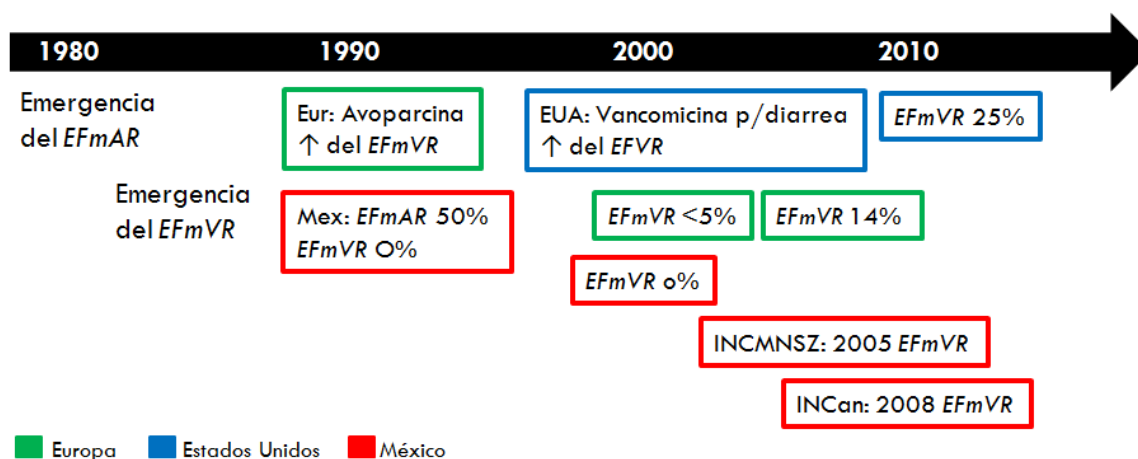 1980
1990
2000
2010
Emergencia
del EFmAR
Eur: Avoparcina
↑ del EFmVR
EUA: Vancomicina p/diarrea
↑ del EFVR
EFmVR 25%
Emergencia
del EFmVR
Mex: EFmAR 50%
EFmVR O%
EFmVR <5%
EFmVR 14%
EFmVR o%
INCMNSZ: 2005 EFmVR
INCan: 2008 EFmVR
Europa
Estados Unidos
México